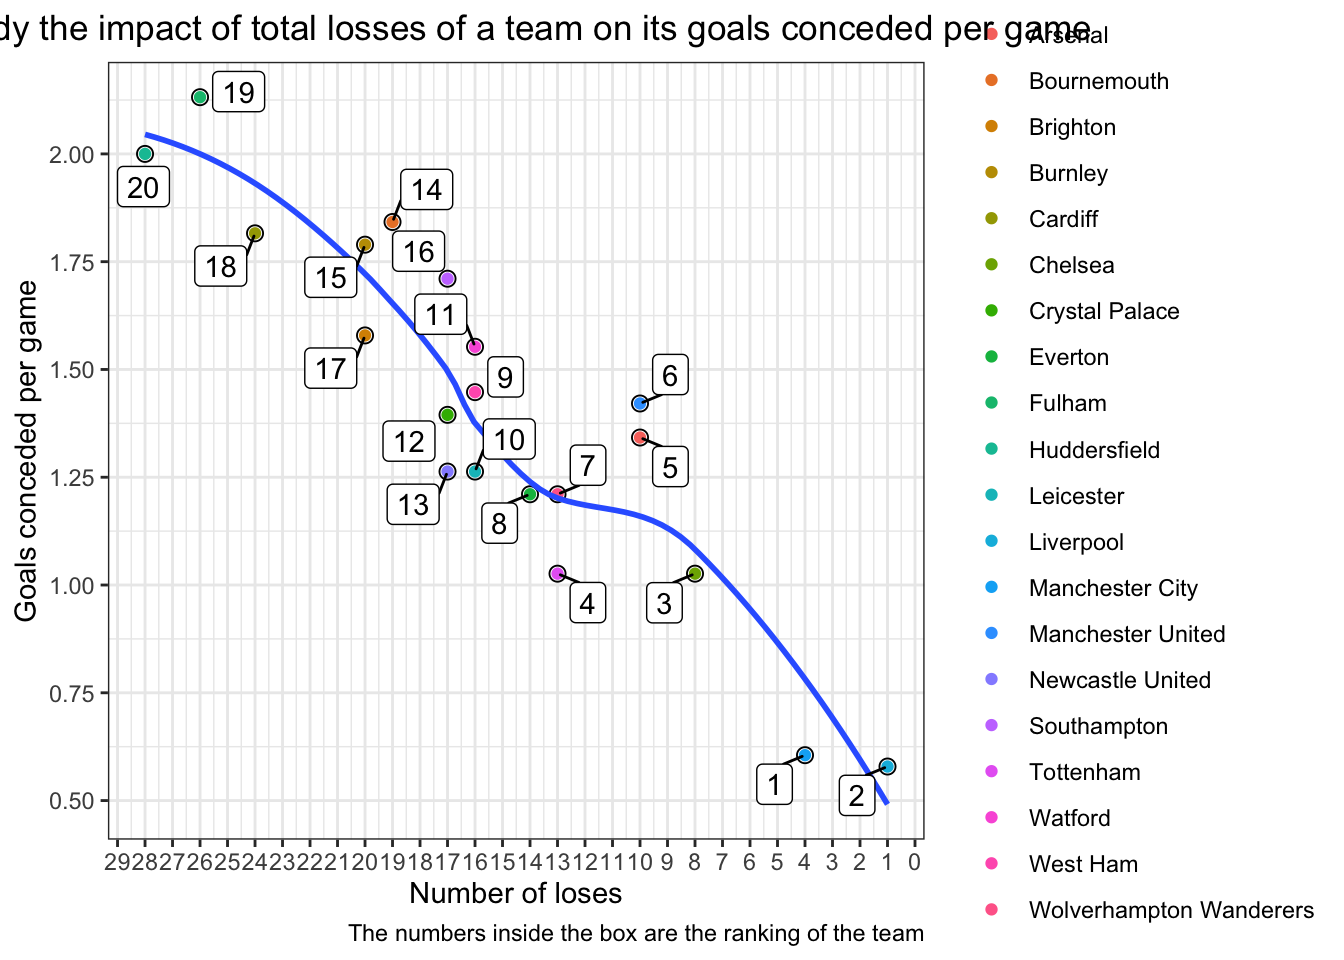 dy the impact of total losses of a team on its goals conceded per game
Arsenal
Bournemouth
Brighton
Burnley
Cardiff
Chelsea
Crystal Palace
Everton
Fulham
Huddersfield
Leicester
Liverpool
Manchester City
Manchester United
Newcastle United
Southampton
Tottenham
Watford
West Ham
Wolverhampton Wanderers
Goals conceded per game
2.00
1.75
1.50
1.25
1.00
0.75
0.50
19
20
14
16
18
15
11
17
9
6
12
10
5
7
13
8
4
3
1
2
29 28 27 26 25 24 23 22 21 20 19 18 17 16 15 14 13 12 11 10 9 8 7 6 5 4 3 2 1 0
Number of loses
The numbers inside the box are the ranking of the team